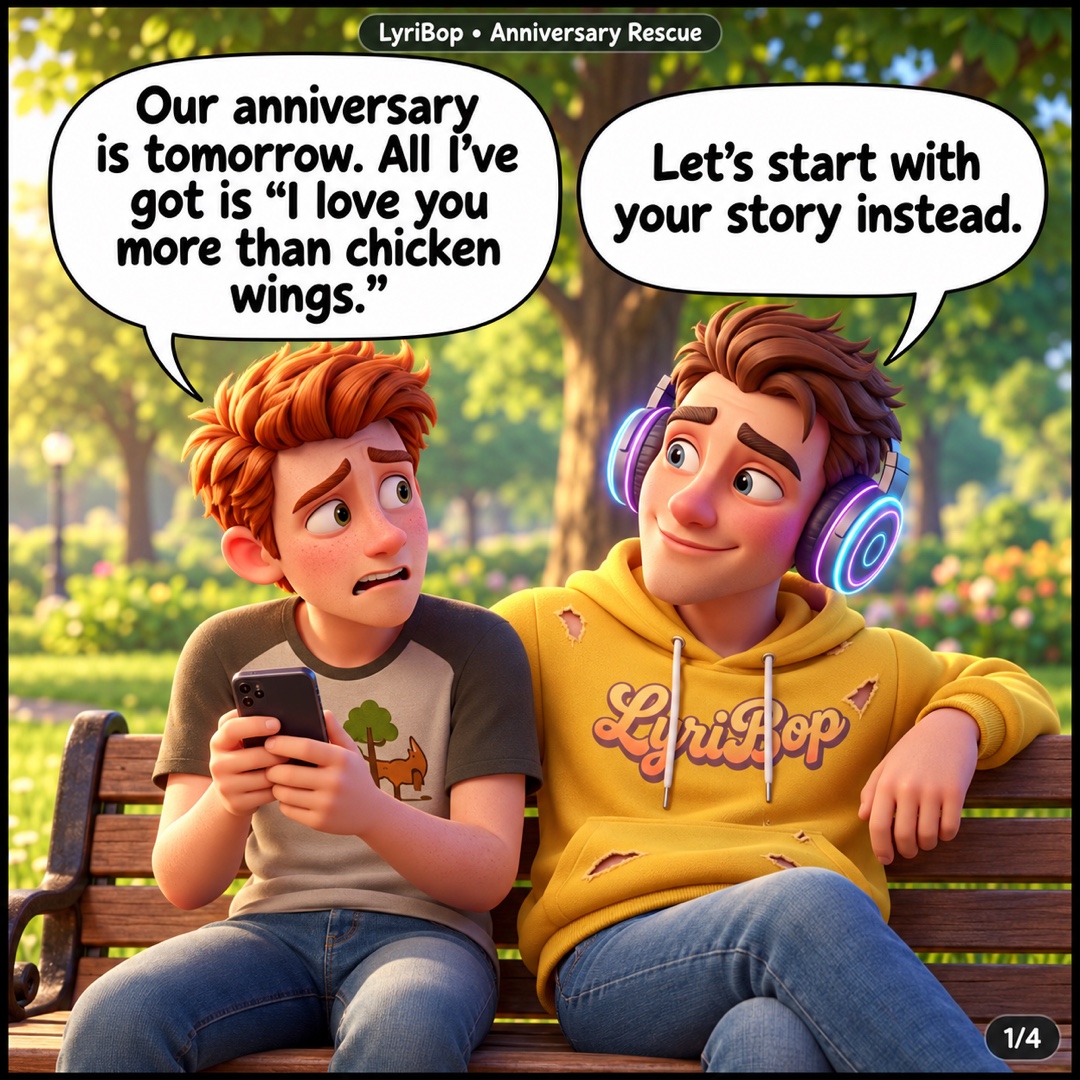 LyriBop • Anniversary Rescue
Our anniversary
is tomorrow. All I’ve
got is “I love you
more than chicken
wings.”
Let’s start with
your story instead.
LyriBop
1/4